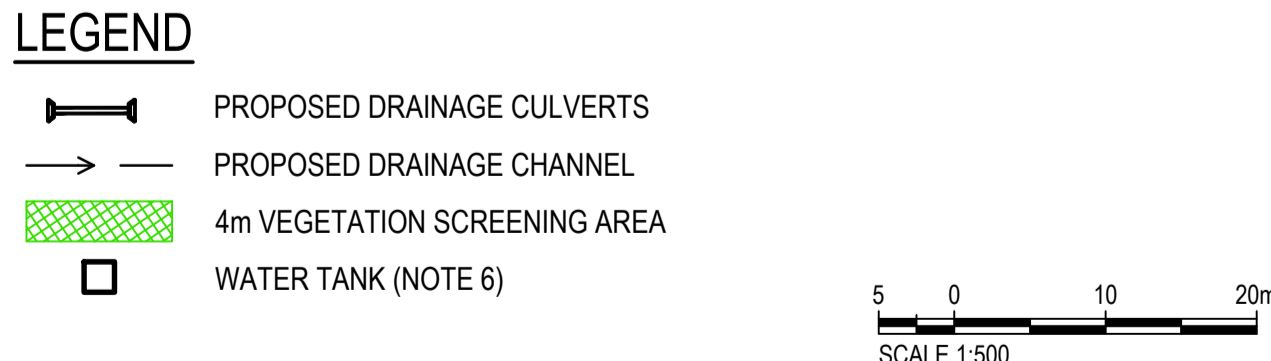 LEGEND
PROPOSED DRAINAGE CULVERTS
PROPOSED DRAINAGE CHANNEL
4m VEGETATION SCREENING AREA
WATER TANK (NOTE 6)
5 0 10 20m
SCALE 1:500